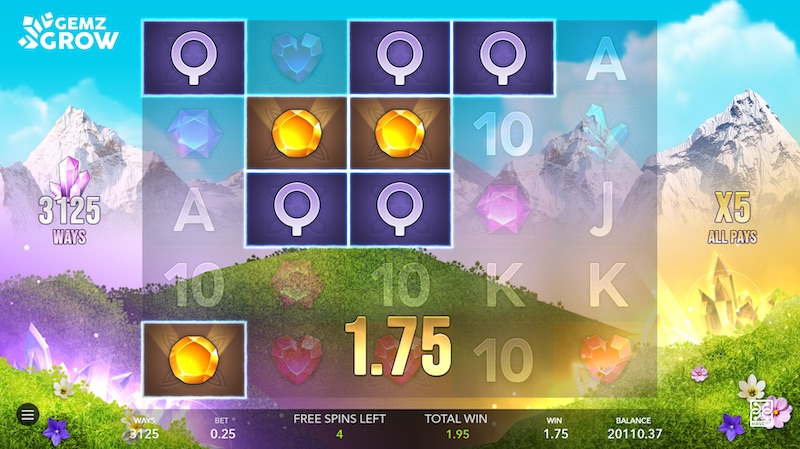 GEMZ
GROW
Q Q Q A
10
A Q Q J
10 10 K K
10
3125
WAYS
X5
ALL PAYS
1.75
WAYS BET FREE SPINS LEFT TOTAL WIN WIN BALANCE
3125 0.25 4 1.95 1.75 20110.37